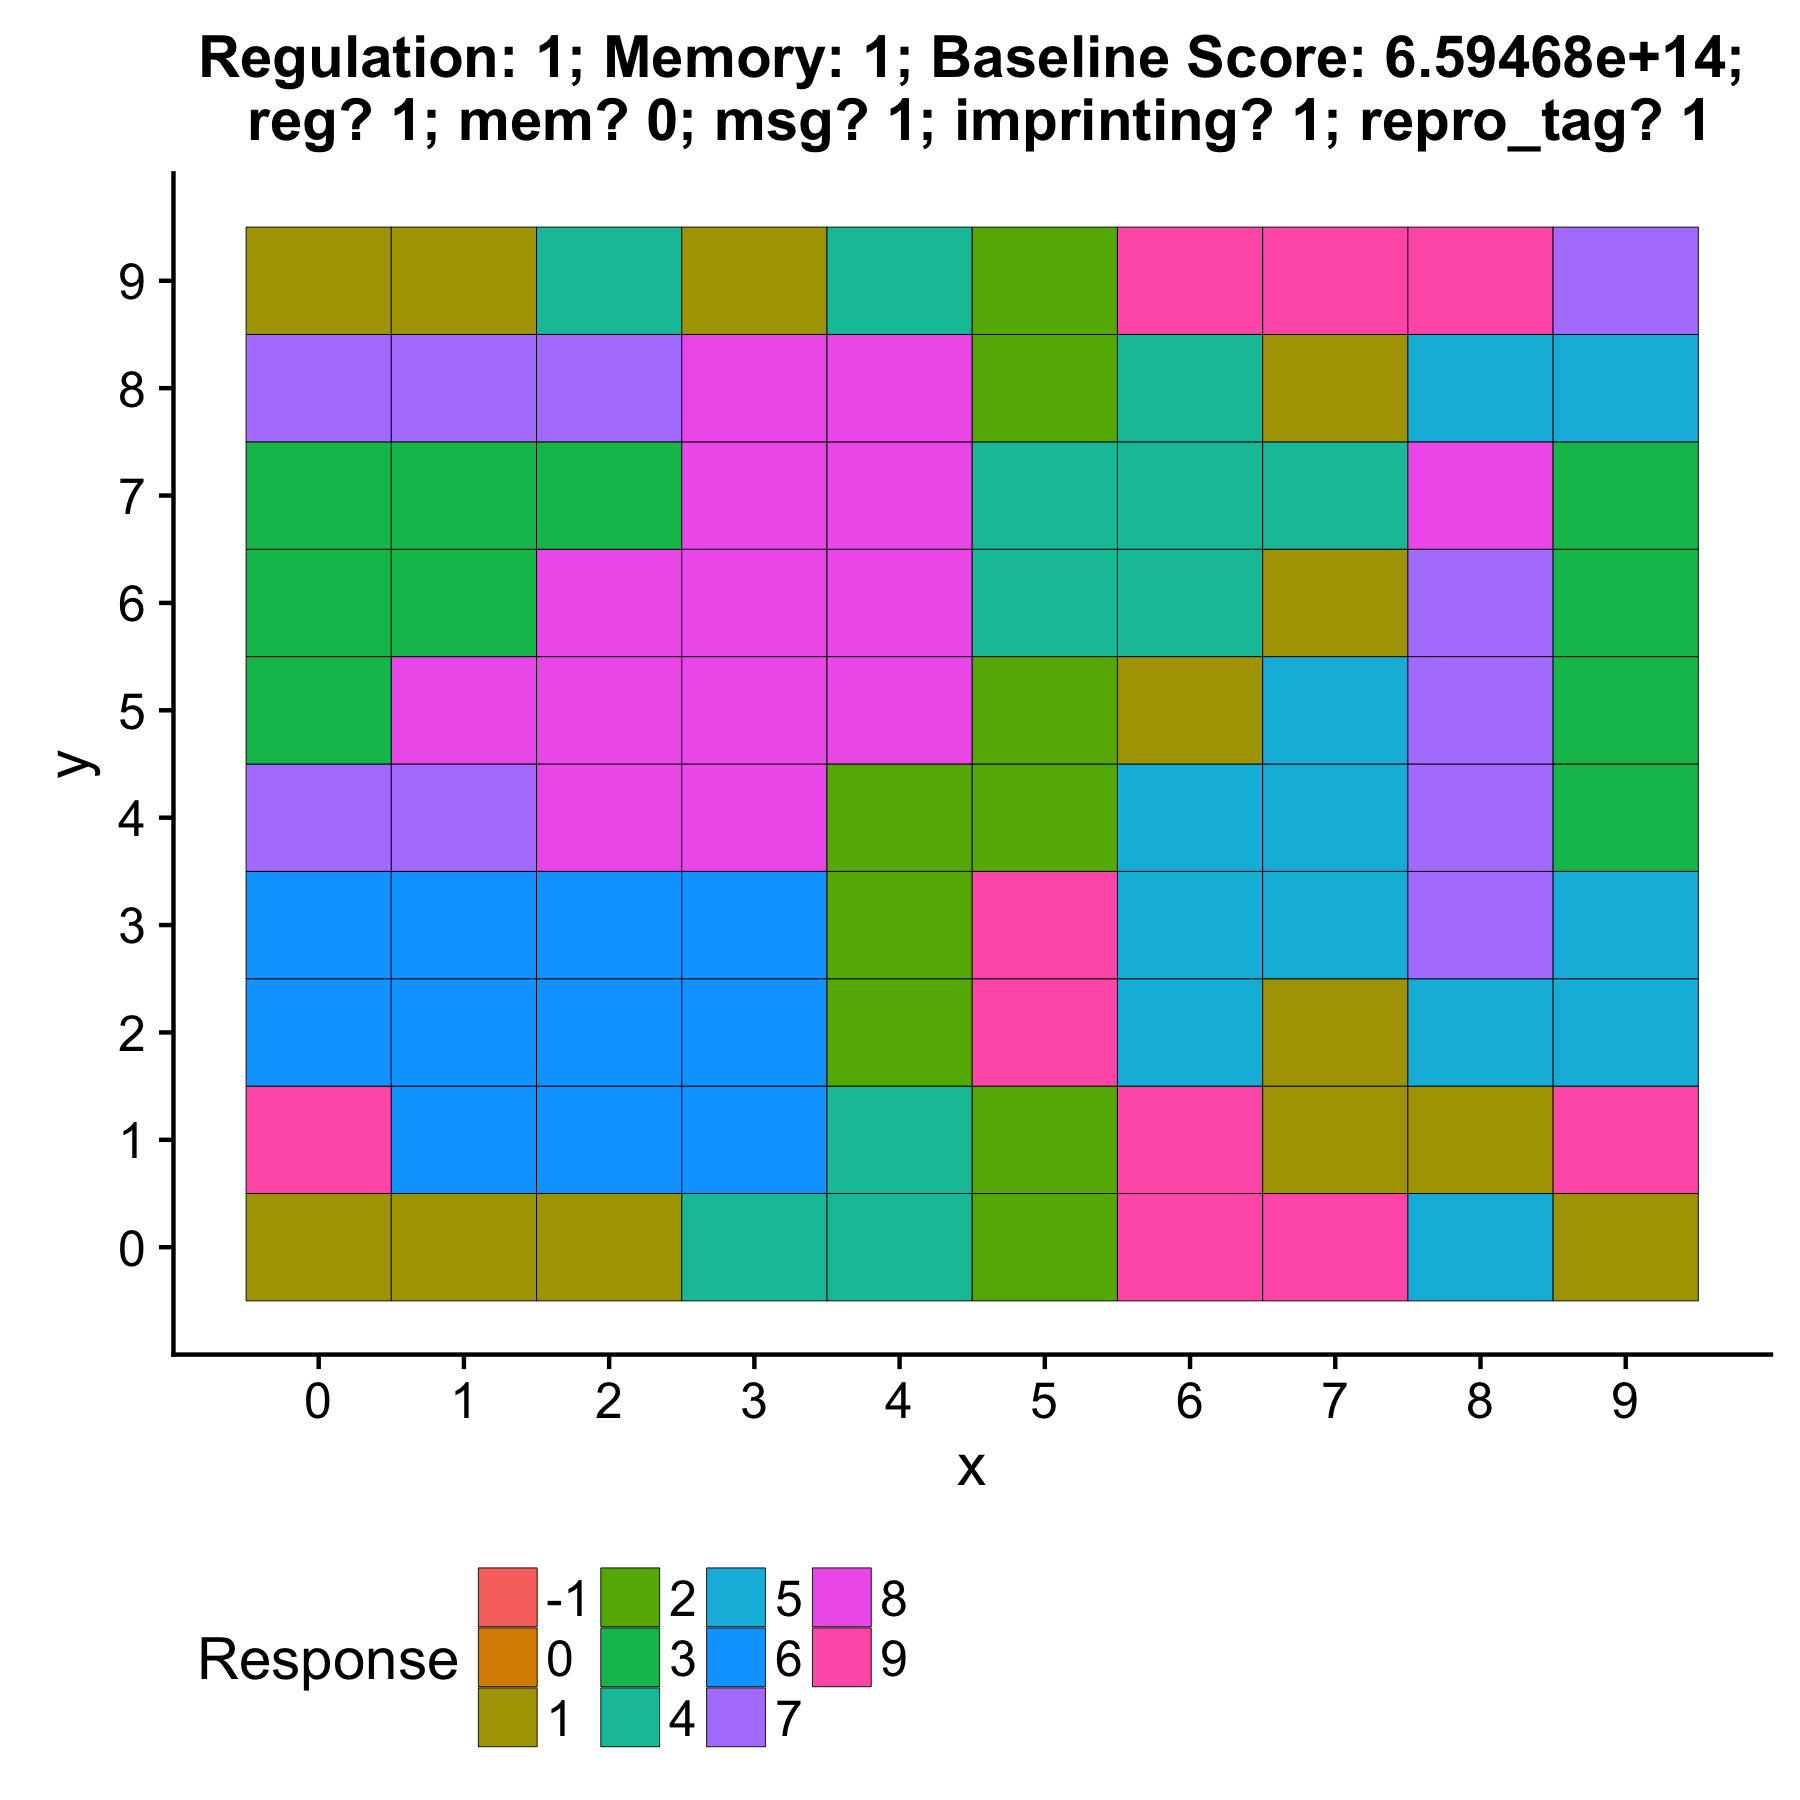 Regulation: 1; Memory: 1; Baseline Score: 6.59468e+14;
reg? 1; mem? 0; msg? 1; imprinting? 1; repro_tag? 1
9
8
7
6
5
4
3
2
1
0
y
0 1 2 3 4 5 6 7 8 9
x
Response
-1 2 5 8
0 3 6 9
1 4 7